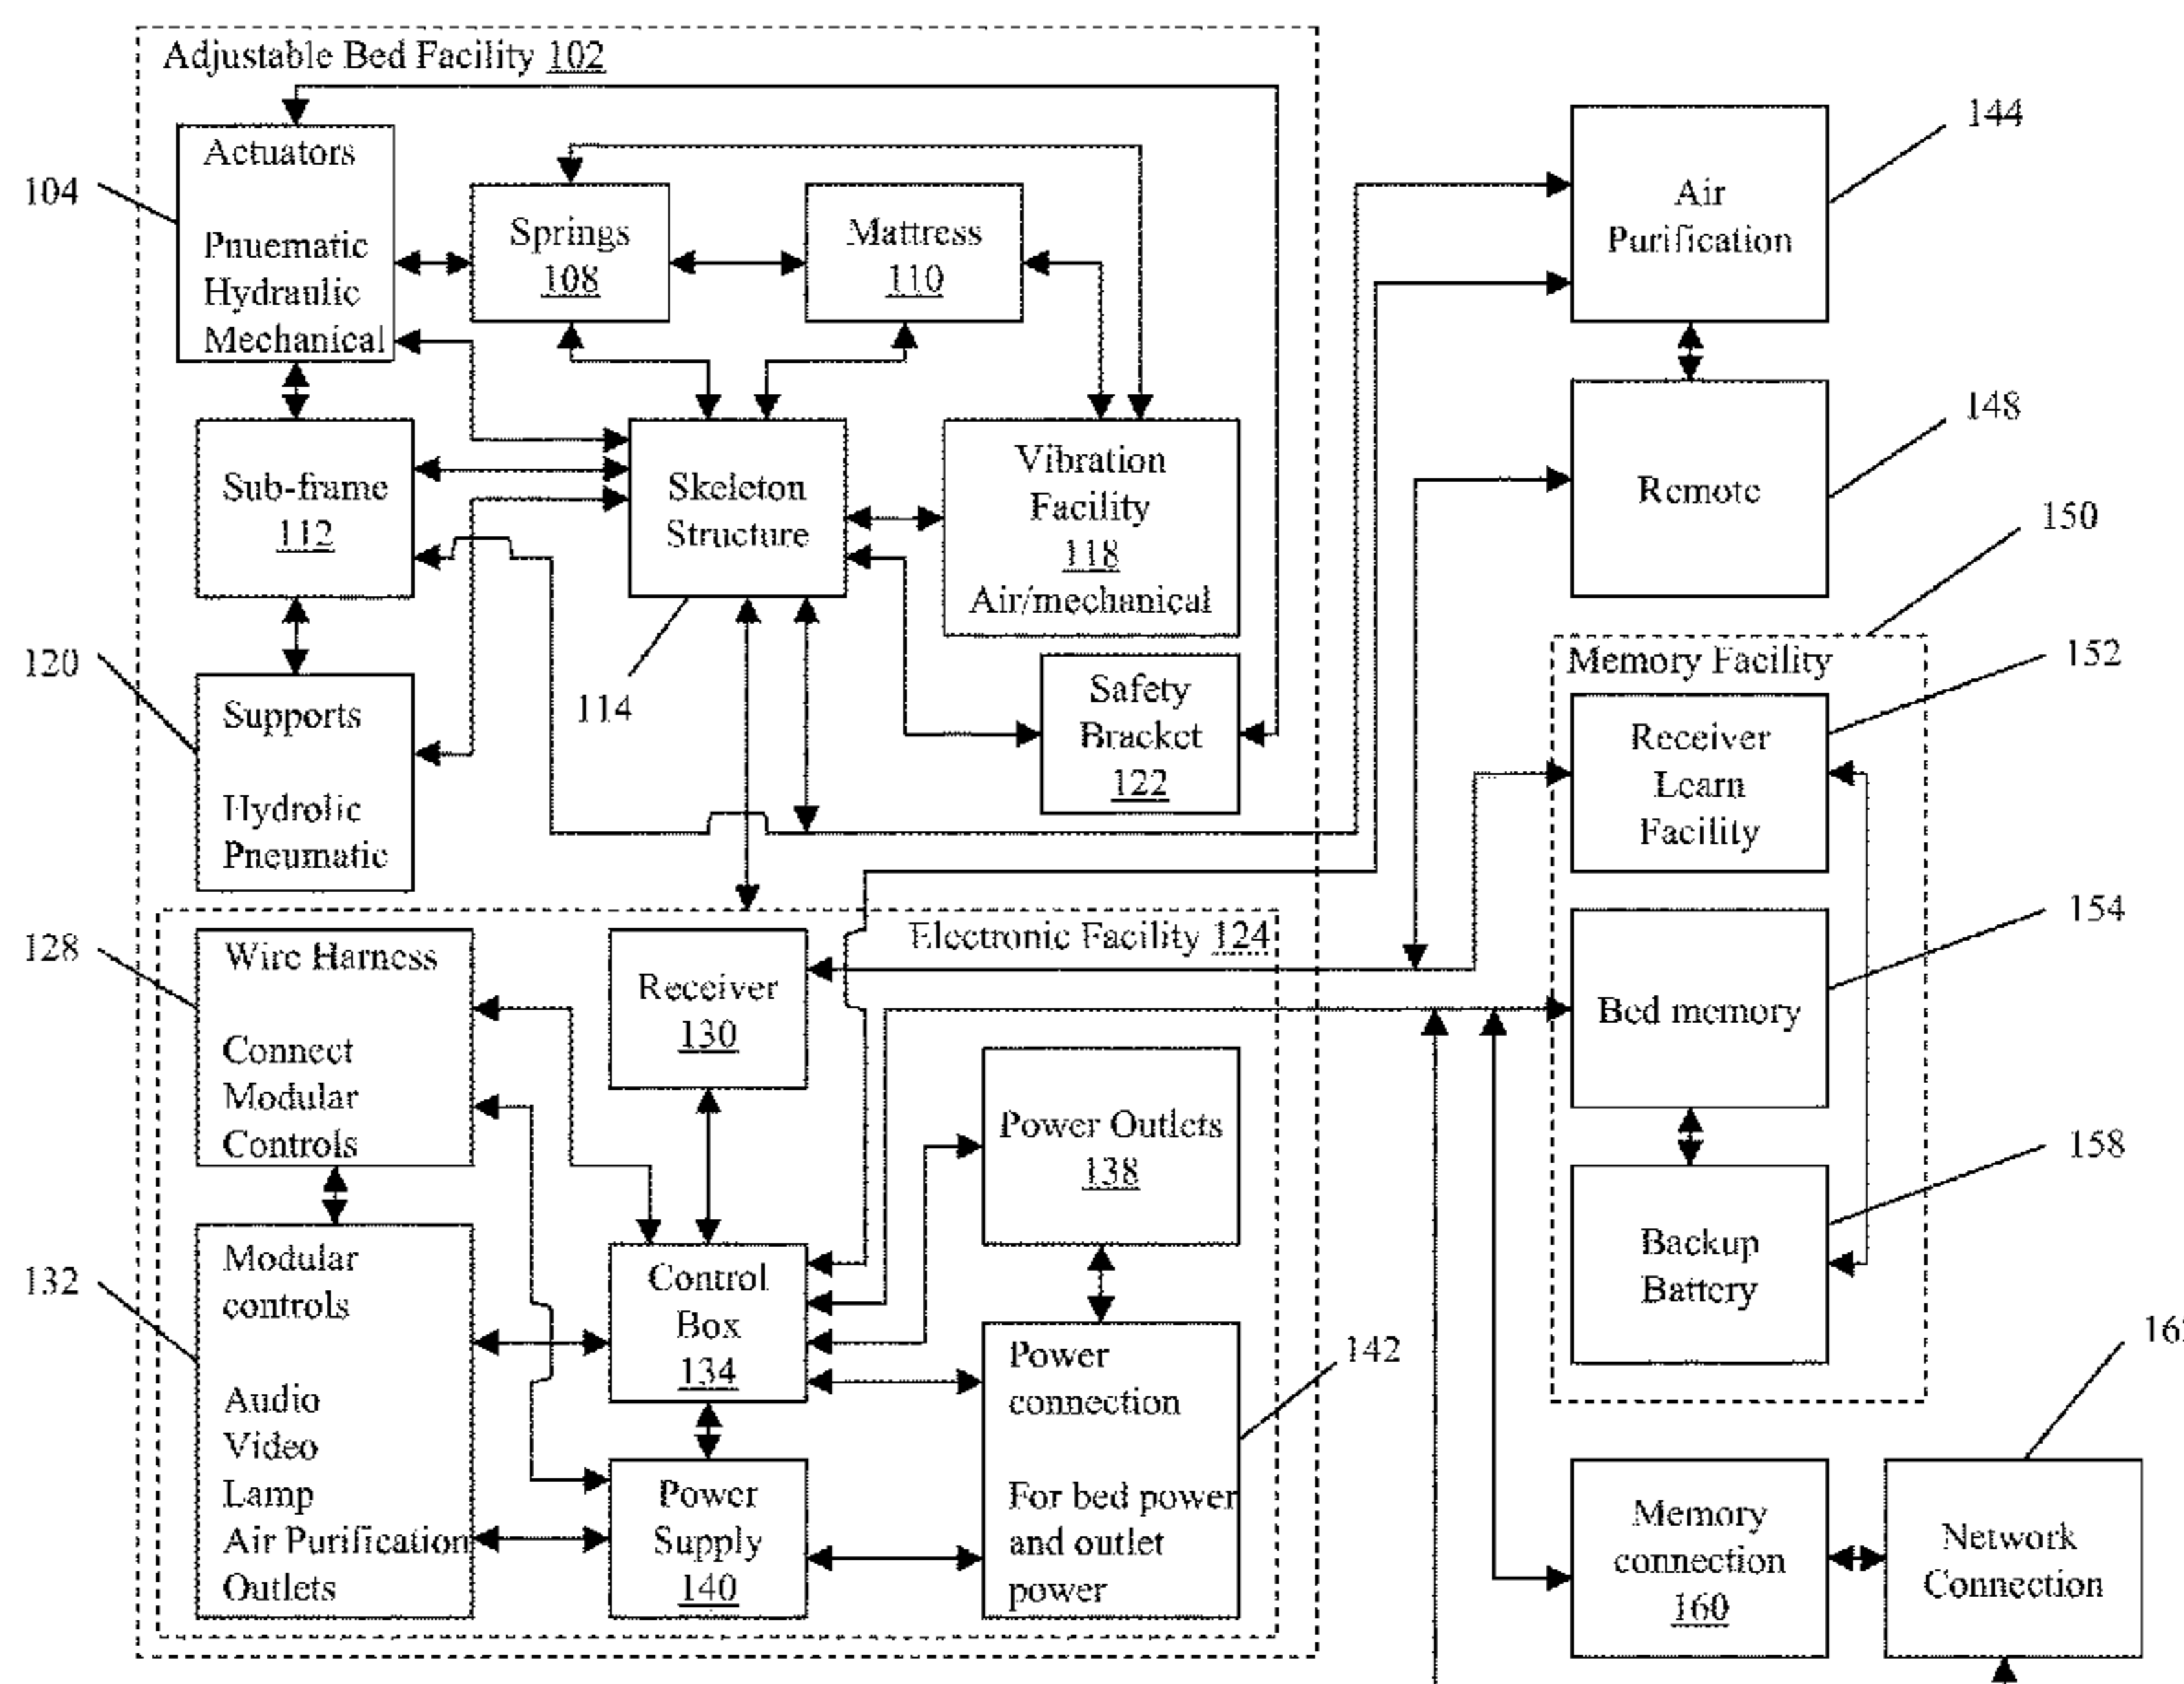 Adjustable Bed Facility 102
Actuators
Pnuematic
Hydraulic
Mechanical
104
Springs
108
Mattress
110
Air
Purification
144
Sub-frame
112
Skeleton
Structure
114
Vibration
Facility
118
Air/mechanical
Remote
148
150
Supports
Hydrolic
Pneumatic
120
Safety
Bracket
122
Memory Facility
Receiver
Learn
Facility
152
Electronic Facility 124
Wire Harness
Connect
Modular
Controls
128
Receiver
130
Bed memory
154
Power Outlets
138
Backup
Battery
158
Modular
controls
Audio
Video
Lamp
Air Purification
Outlets
132
Control
Box
134
Power
connection
For bed power
and outlet
power
142
Power
Supply
140
Memory
connection
160
Network
Connection